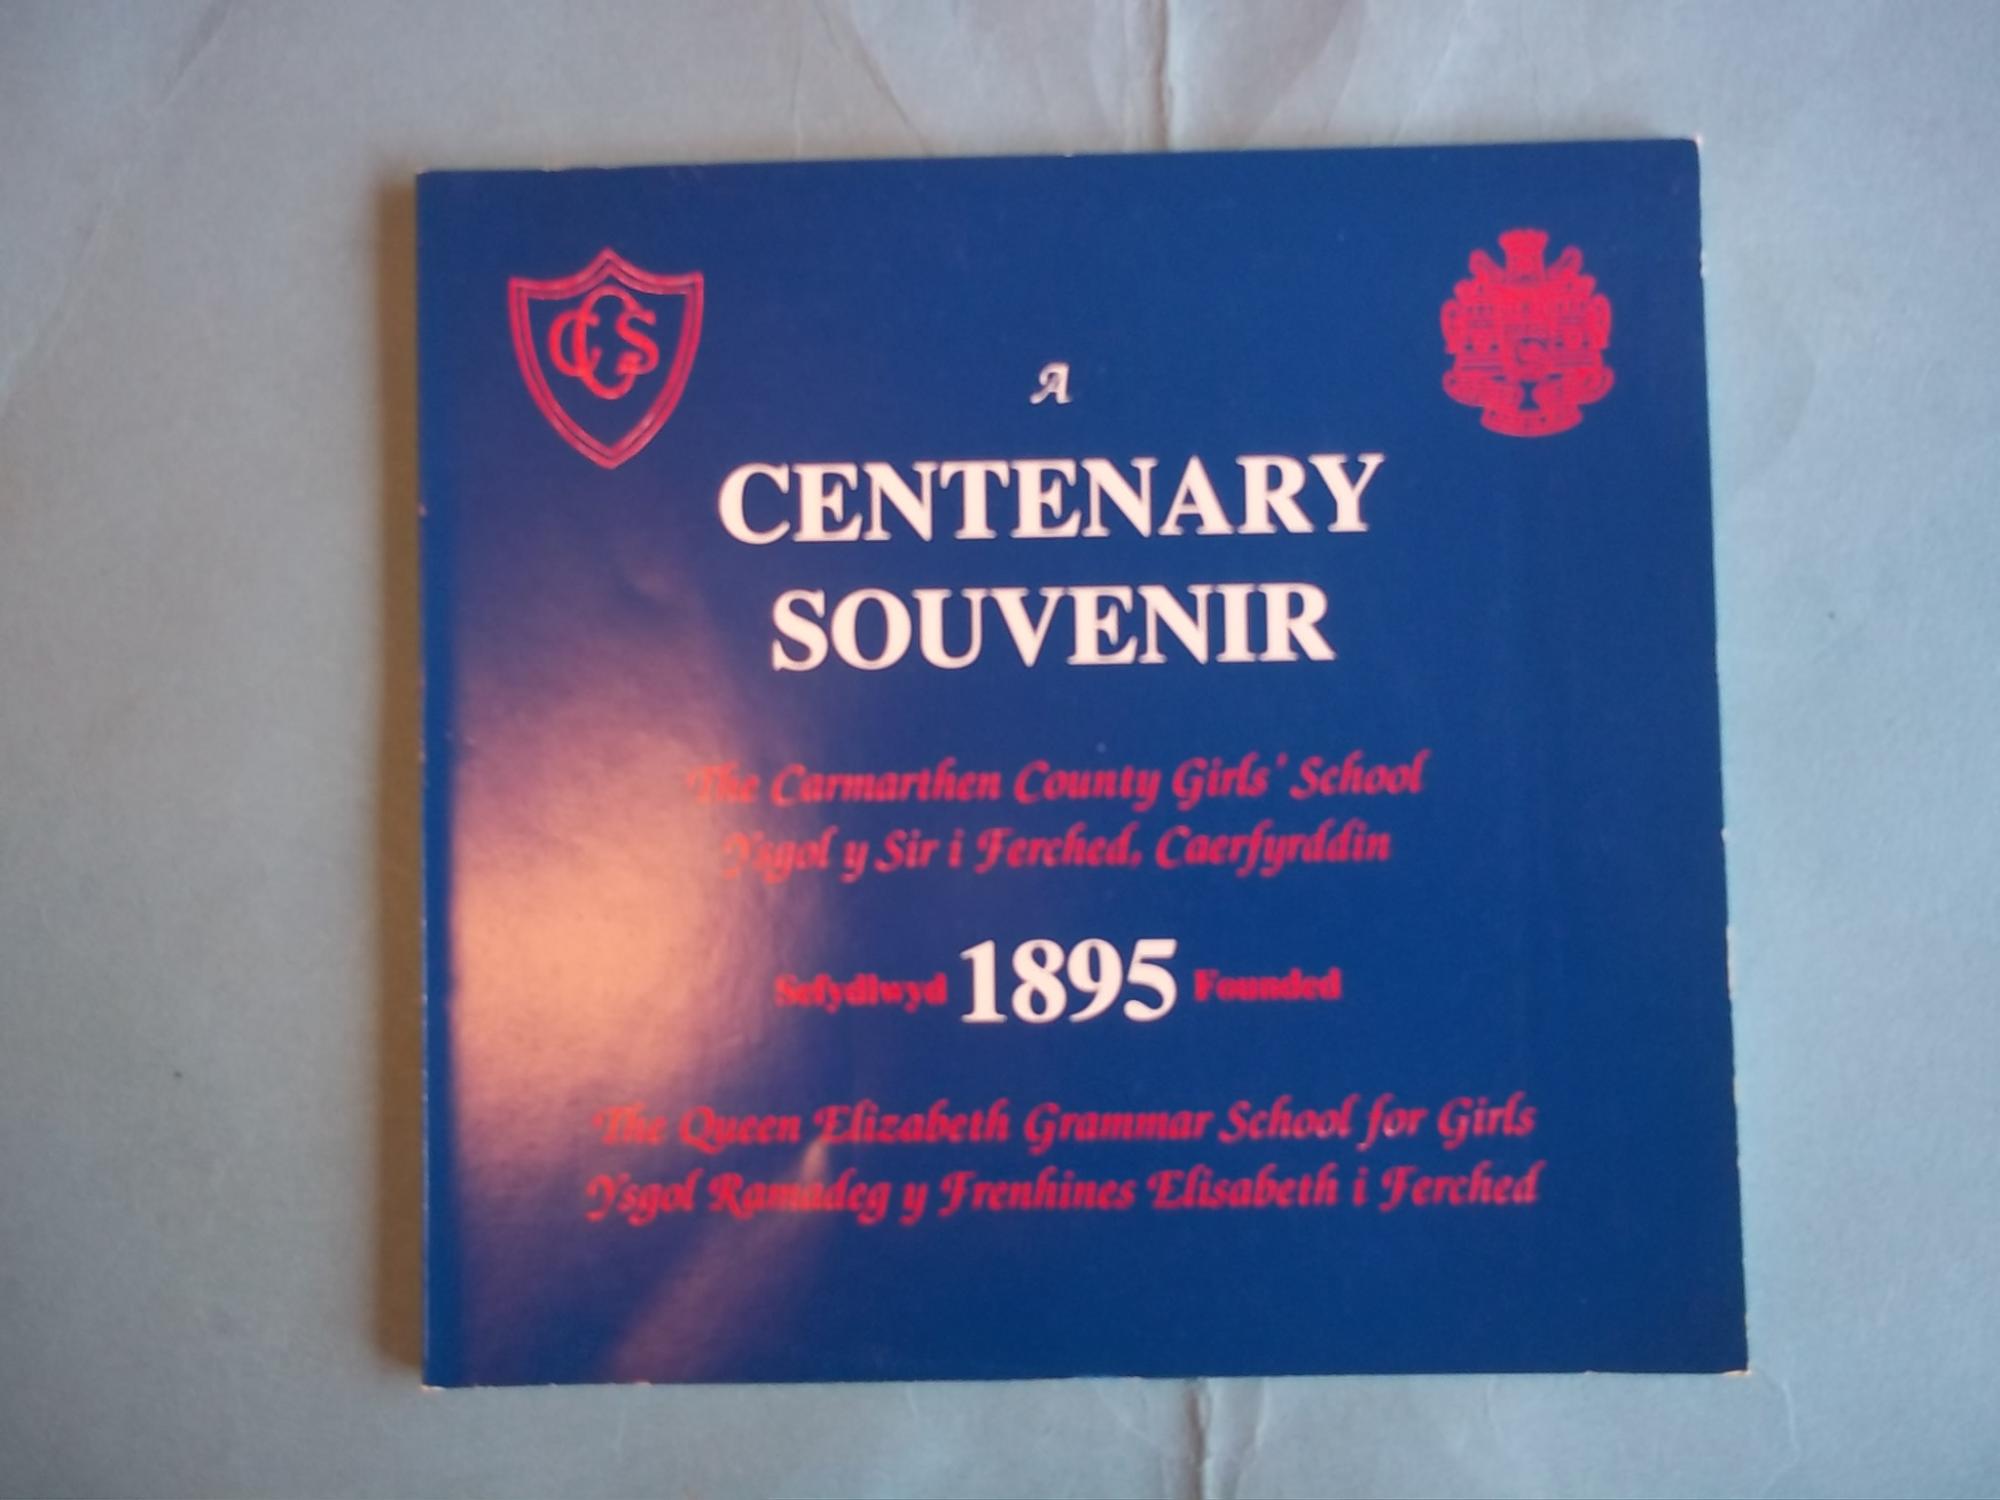 CCGS
A
CENTENARY
SOUVENIR
The Carmarthen County Girls' School
Ysgol y Sir i Ferched, Caerfyrddin
Sefydlwyd 1895 Founded
The Queen Elizabeth Grammar School for Girls
Ysgol Ramadeg y Frenhines Elisabeth i Ferched